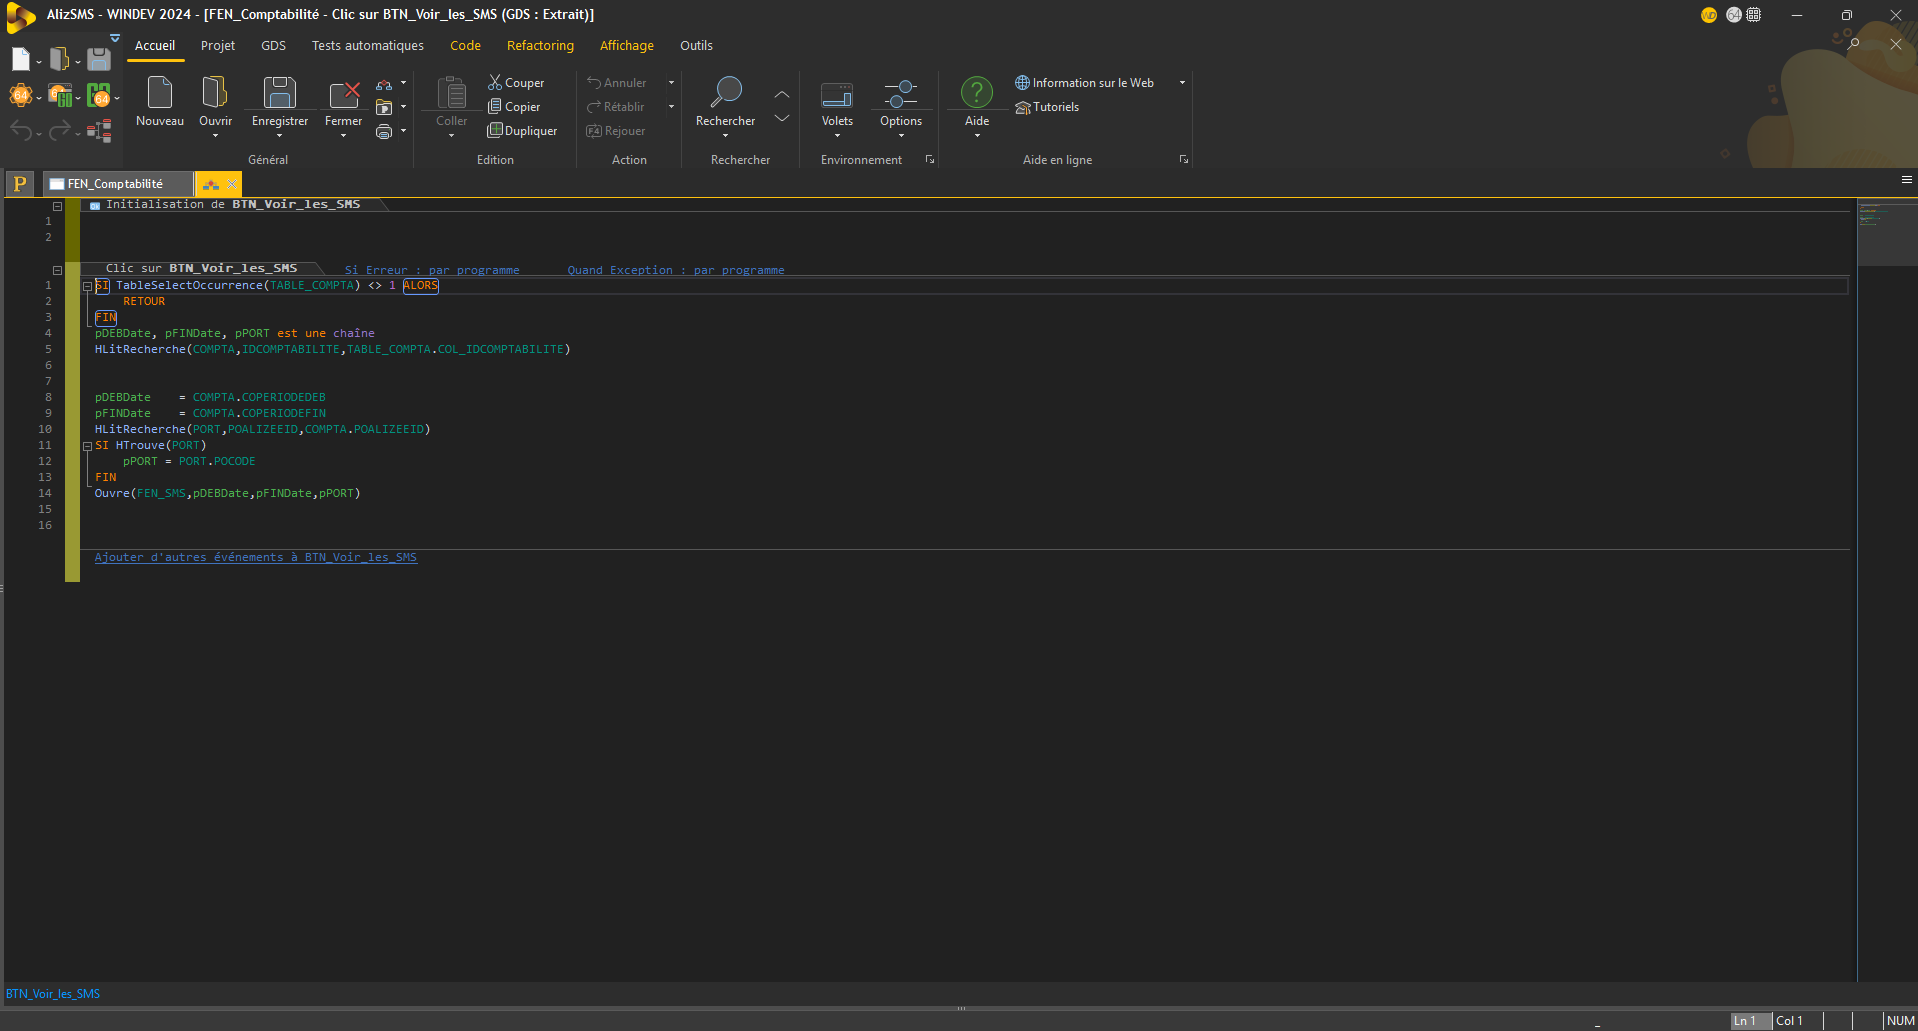 AlizSMS - WINDEV 2024 - [FEN_Comptabilité - Clic sur BTN_Voir_les_SMS (GDS : Extrait)]
WD 64
Accueil Projet GDS Tests automatiques Code Refactoring Affichage Outils
Nouveau Ouvrir Enregistrer Fermer
Général
Coller
Couper
Copier
Dupliquer
Edition
Annuler
Rétablir
F4 Rejouer
Action
Rechercher
Rechercher
Volets Options
Environnement
Aide
Information sur le Web
Tutoriels
Aide en ligne
P FEN_Comptabilité
Initialisation de BTN_Voir_les_SMS
1
2
Clic sur BTN_Voir_les_SMS Si Erreur : par programme Quand Exception : par programme
1 SI TableSelectOccurrence(TABLE_COMPTA) <> 1 ALORS
2 RETOUR
3 FIN
4 pDEBDate, pFINDate, pPORT est une chaîne
5 HLitRecherche(COMPTA,IDCOMPTABILITE,TABLE_COMPTA.COL_IDCOMPTABILITE)
6
7
8 pDEBDate = COMPTA.COPERIODEDEB
9 pFINDate = COMPTA.COPERIODEFIN
10 HLitRecherche(PORT,POALIZEEID,COMPTA.POALIZEEID)
11 SI HTrouve(PORT)
12 pPORT = PORT.POCODE
13 FIN
14 Ouvre(FEN_SMS,pDEBDate,pFINDate,pPORT)
15
16
Ajouter d'autres événements à BTN_Voir_les_SMS
BTN_Voir_les_SMS
Ln 1 Col 1 NUM